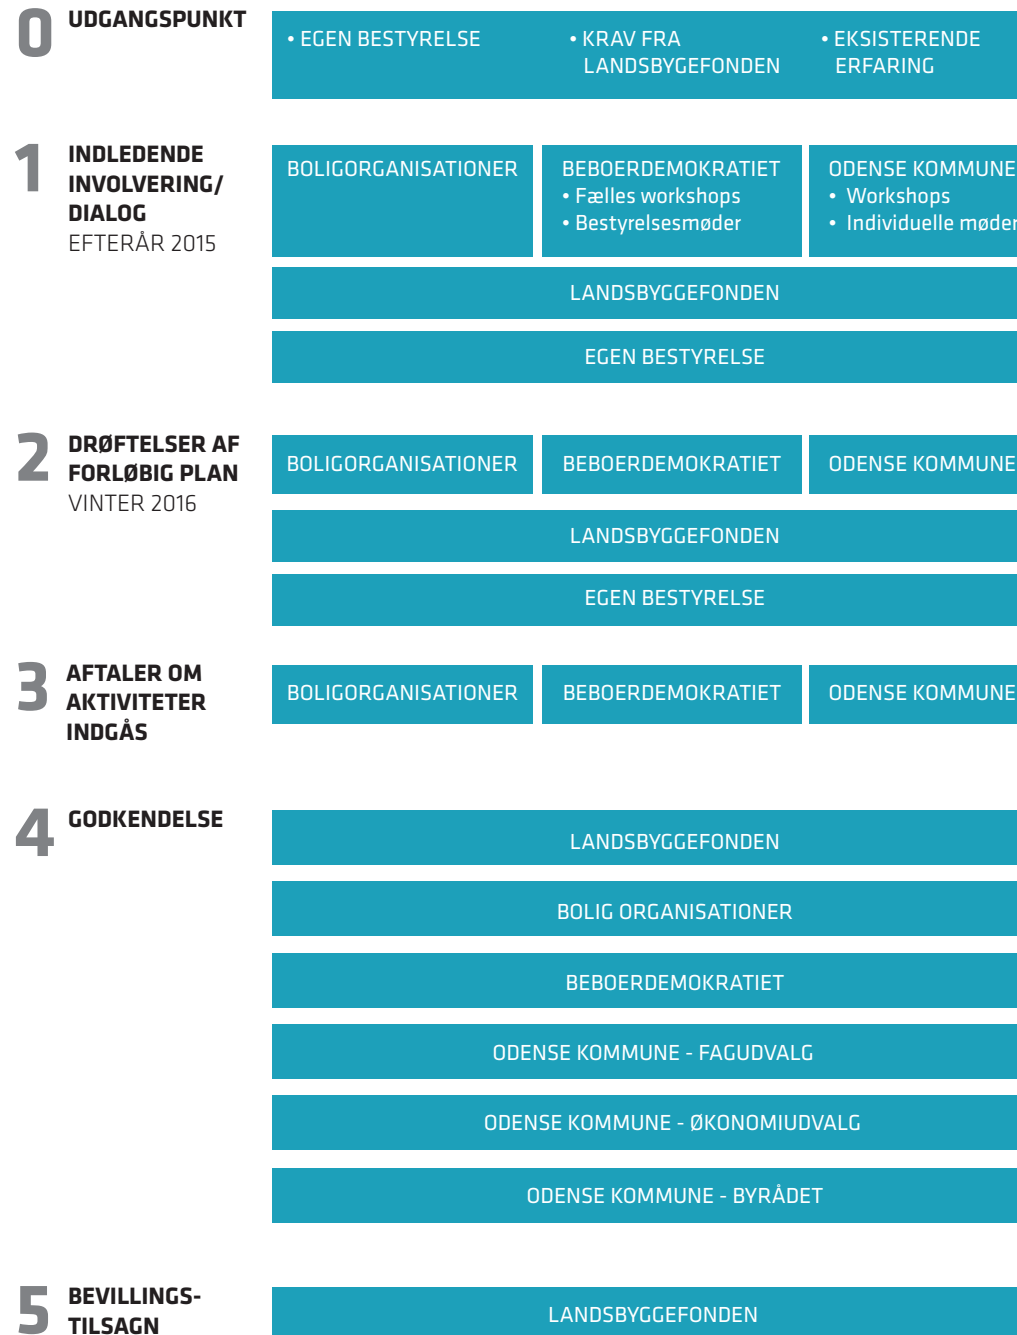 0 UDGANGSPUNKT
• EGEN BESTYRELSE
• KRAV FRA
LANDSBYGEFONDEN
• EKSISTERENDE
ERFARING
1 INDLEDENDE
INVOLVERING/
DIALOG
EFTERÅR 2015
BOLIGORGANISATIONER
BEBOERDEMOKRATIET
• Fælles workshops
• Bestyrelsesmøder
ODENSE KOMMUNE
• Workshops
• Individuelle møder
LANDSBYGGEFONDEN
EGEN BESTYRELSE
2 DRØFTELSER AF
FORLØBIG PLAN
VINTER 2016
BOLIGORGANISATIONER
BEBOERDEMOKRATIET
ODENSE KOMMUNE
LANDSBYGGEFONDEN
EGEN BESTYRELSE
3 AFTALER OM
AKTIVITETER
INDGÅS
BOLIGORGANISATIONER
BEBOERDEMOKRATIET
ODENSE KOMMUNE
4 GODKENDELSE
LANDSBYGGEFONDEN
BOLIG ORGANISATIONER
BEBOERDEMOKRATIET
ODENSE KOMMUNE - FAGUDVALG
ODENSE KOMMUNE - ØKONOMIUDVALG
ODENSE KOMMUNE - BYRÅDET
5 BEVILLINGS-
TILSAGN
LANDSBYGGEFONDEN